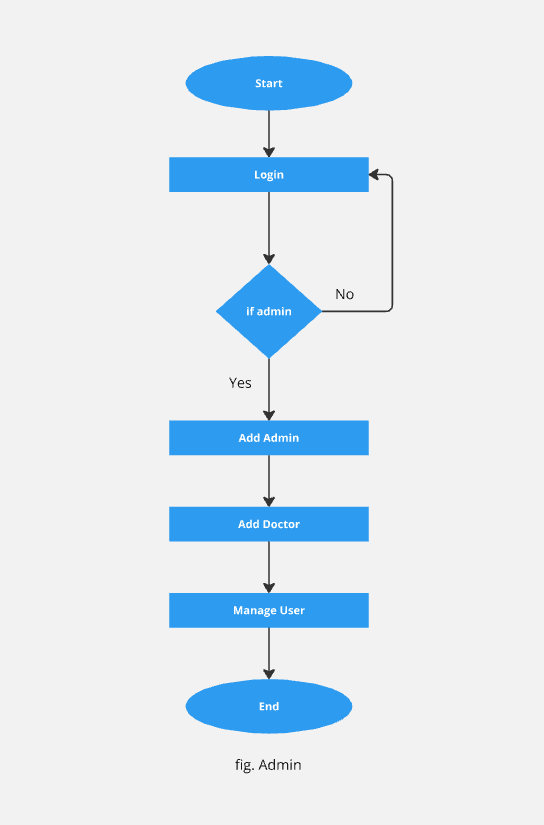 Start
Login
if admin
No
Yes
Add Admin
Add Doctor
Manage User
End
fig. Admin